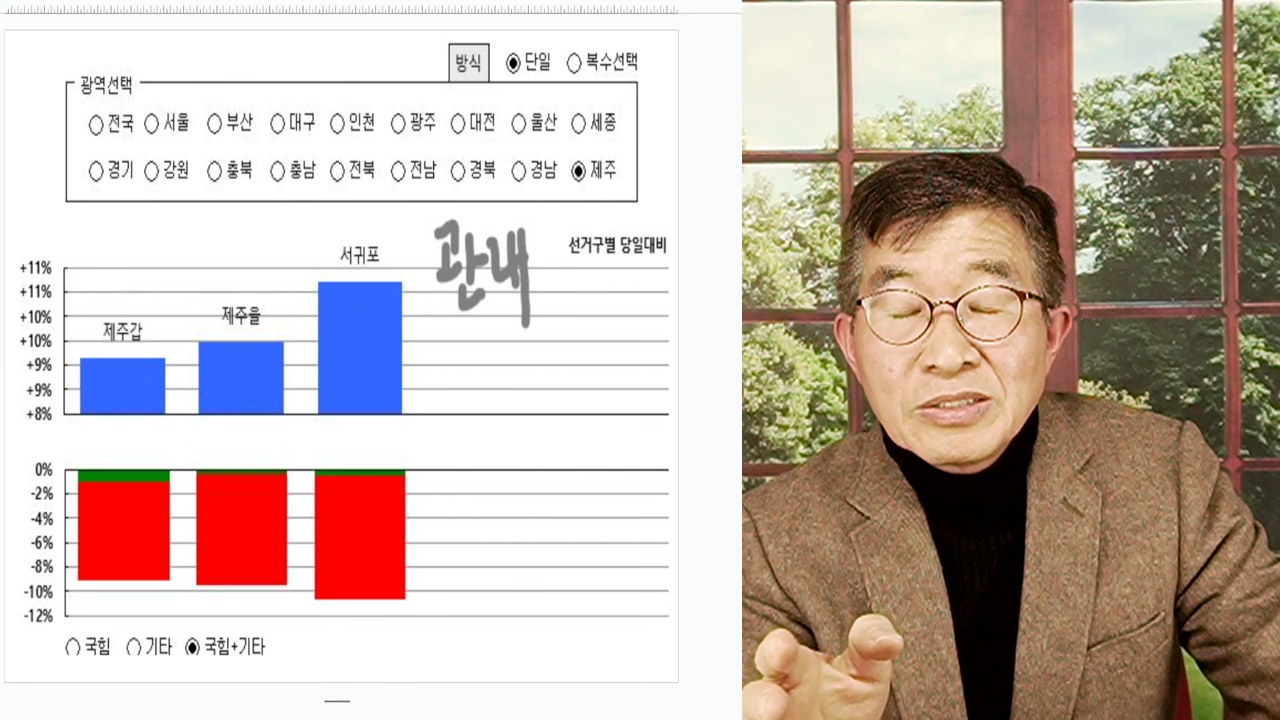 방식 단일 복수선택
광역선택
전국 서울 부산 대구 인천 광주 대전 울산 세종
경기 강원 충북 충남 전북 전남 경북 경남 제주
관내
선거구별 당일대비
서귀포
제주을
제주갑
+11%
+11%
+10%
+10%
+9%
+9%
+8%
0%
-2%
-4%
-6%
-8%
-10%
-12%
국힘 기타 국힘+기타